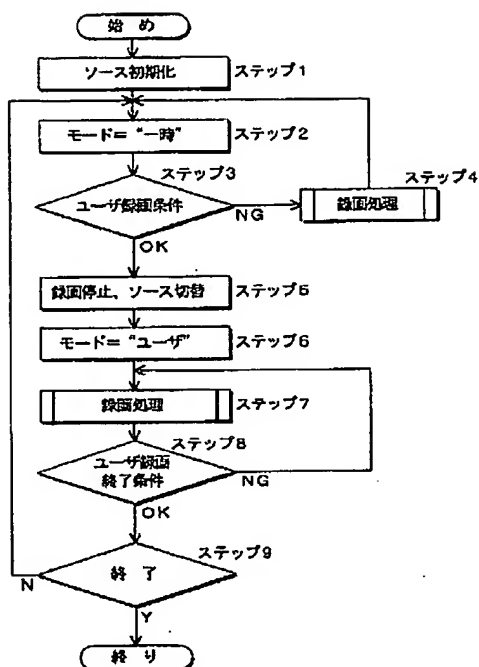 始め
ソース初期化 ステップ1
モード＝“一時” ステップ2
ステップ3
ステップ4
ユーザ録画条件
NG
録画処理
OK
録画停止、ソース切替 ステップ5
モード＝“ユーザ” ステップ6
録画処理 ステップ7
ステップ8
ユーザ録画
終了条件
NG
OK
ステップ9
終了
N
Y
終り